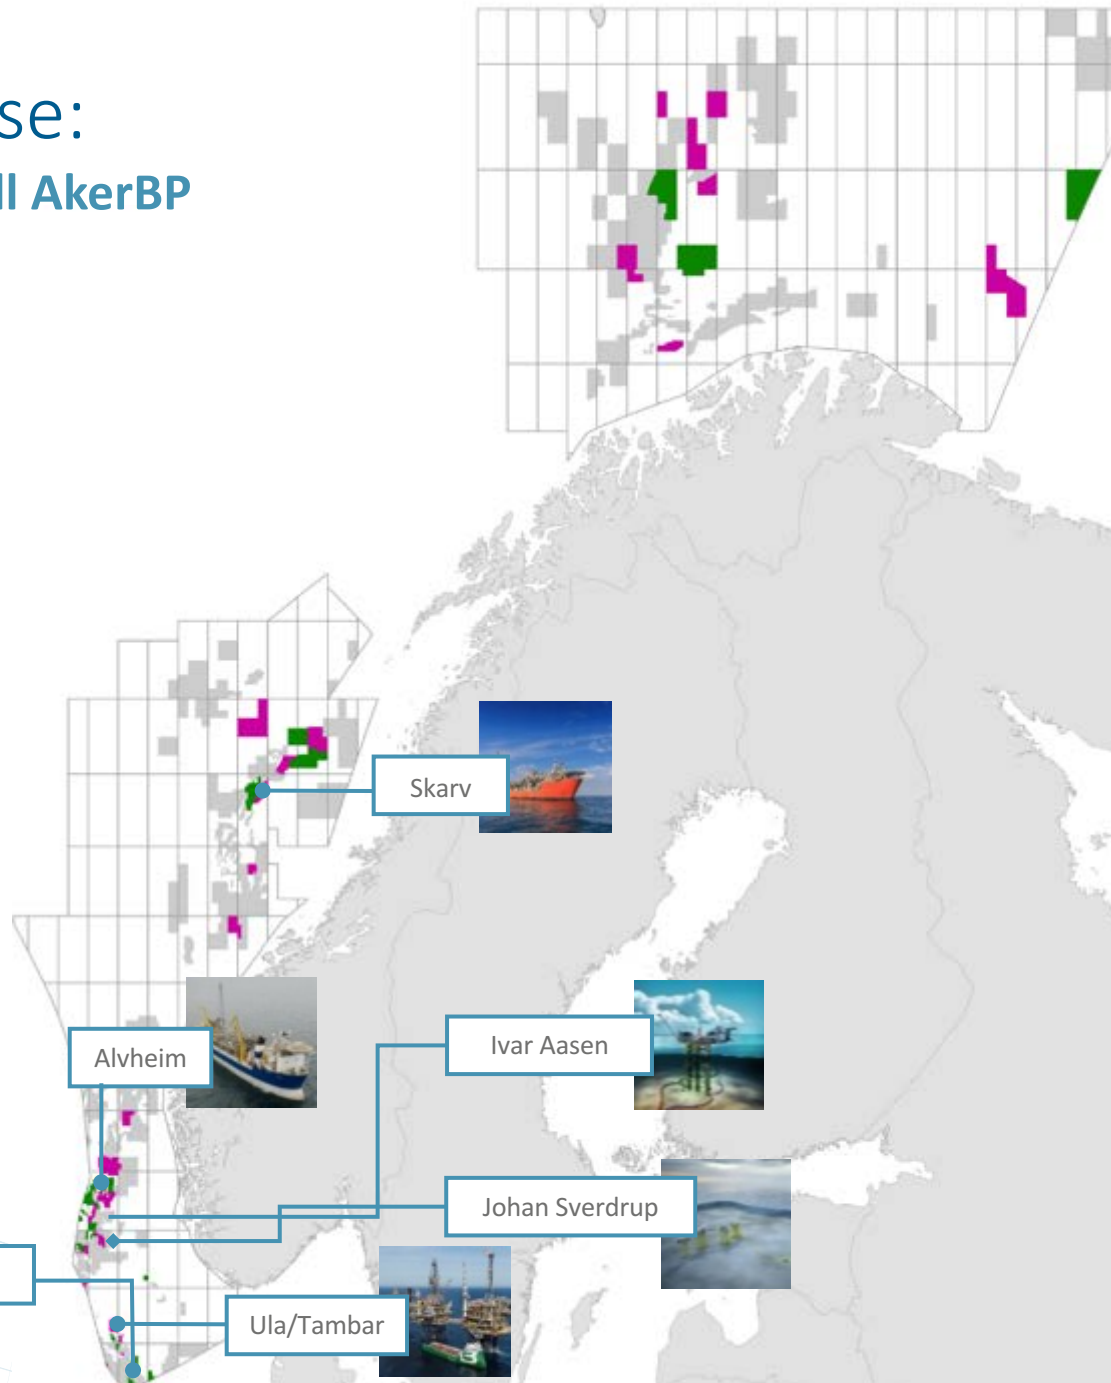 se:
ll AkerBP
Skarv
Alvheim
Ivar Aasen
Johan Sverdrup
Ula/Tambar